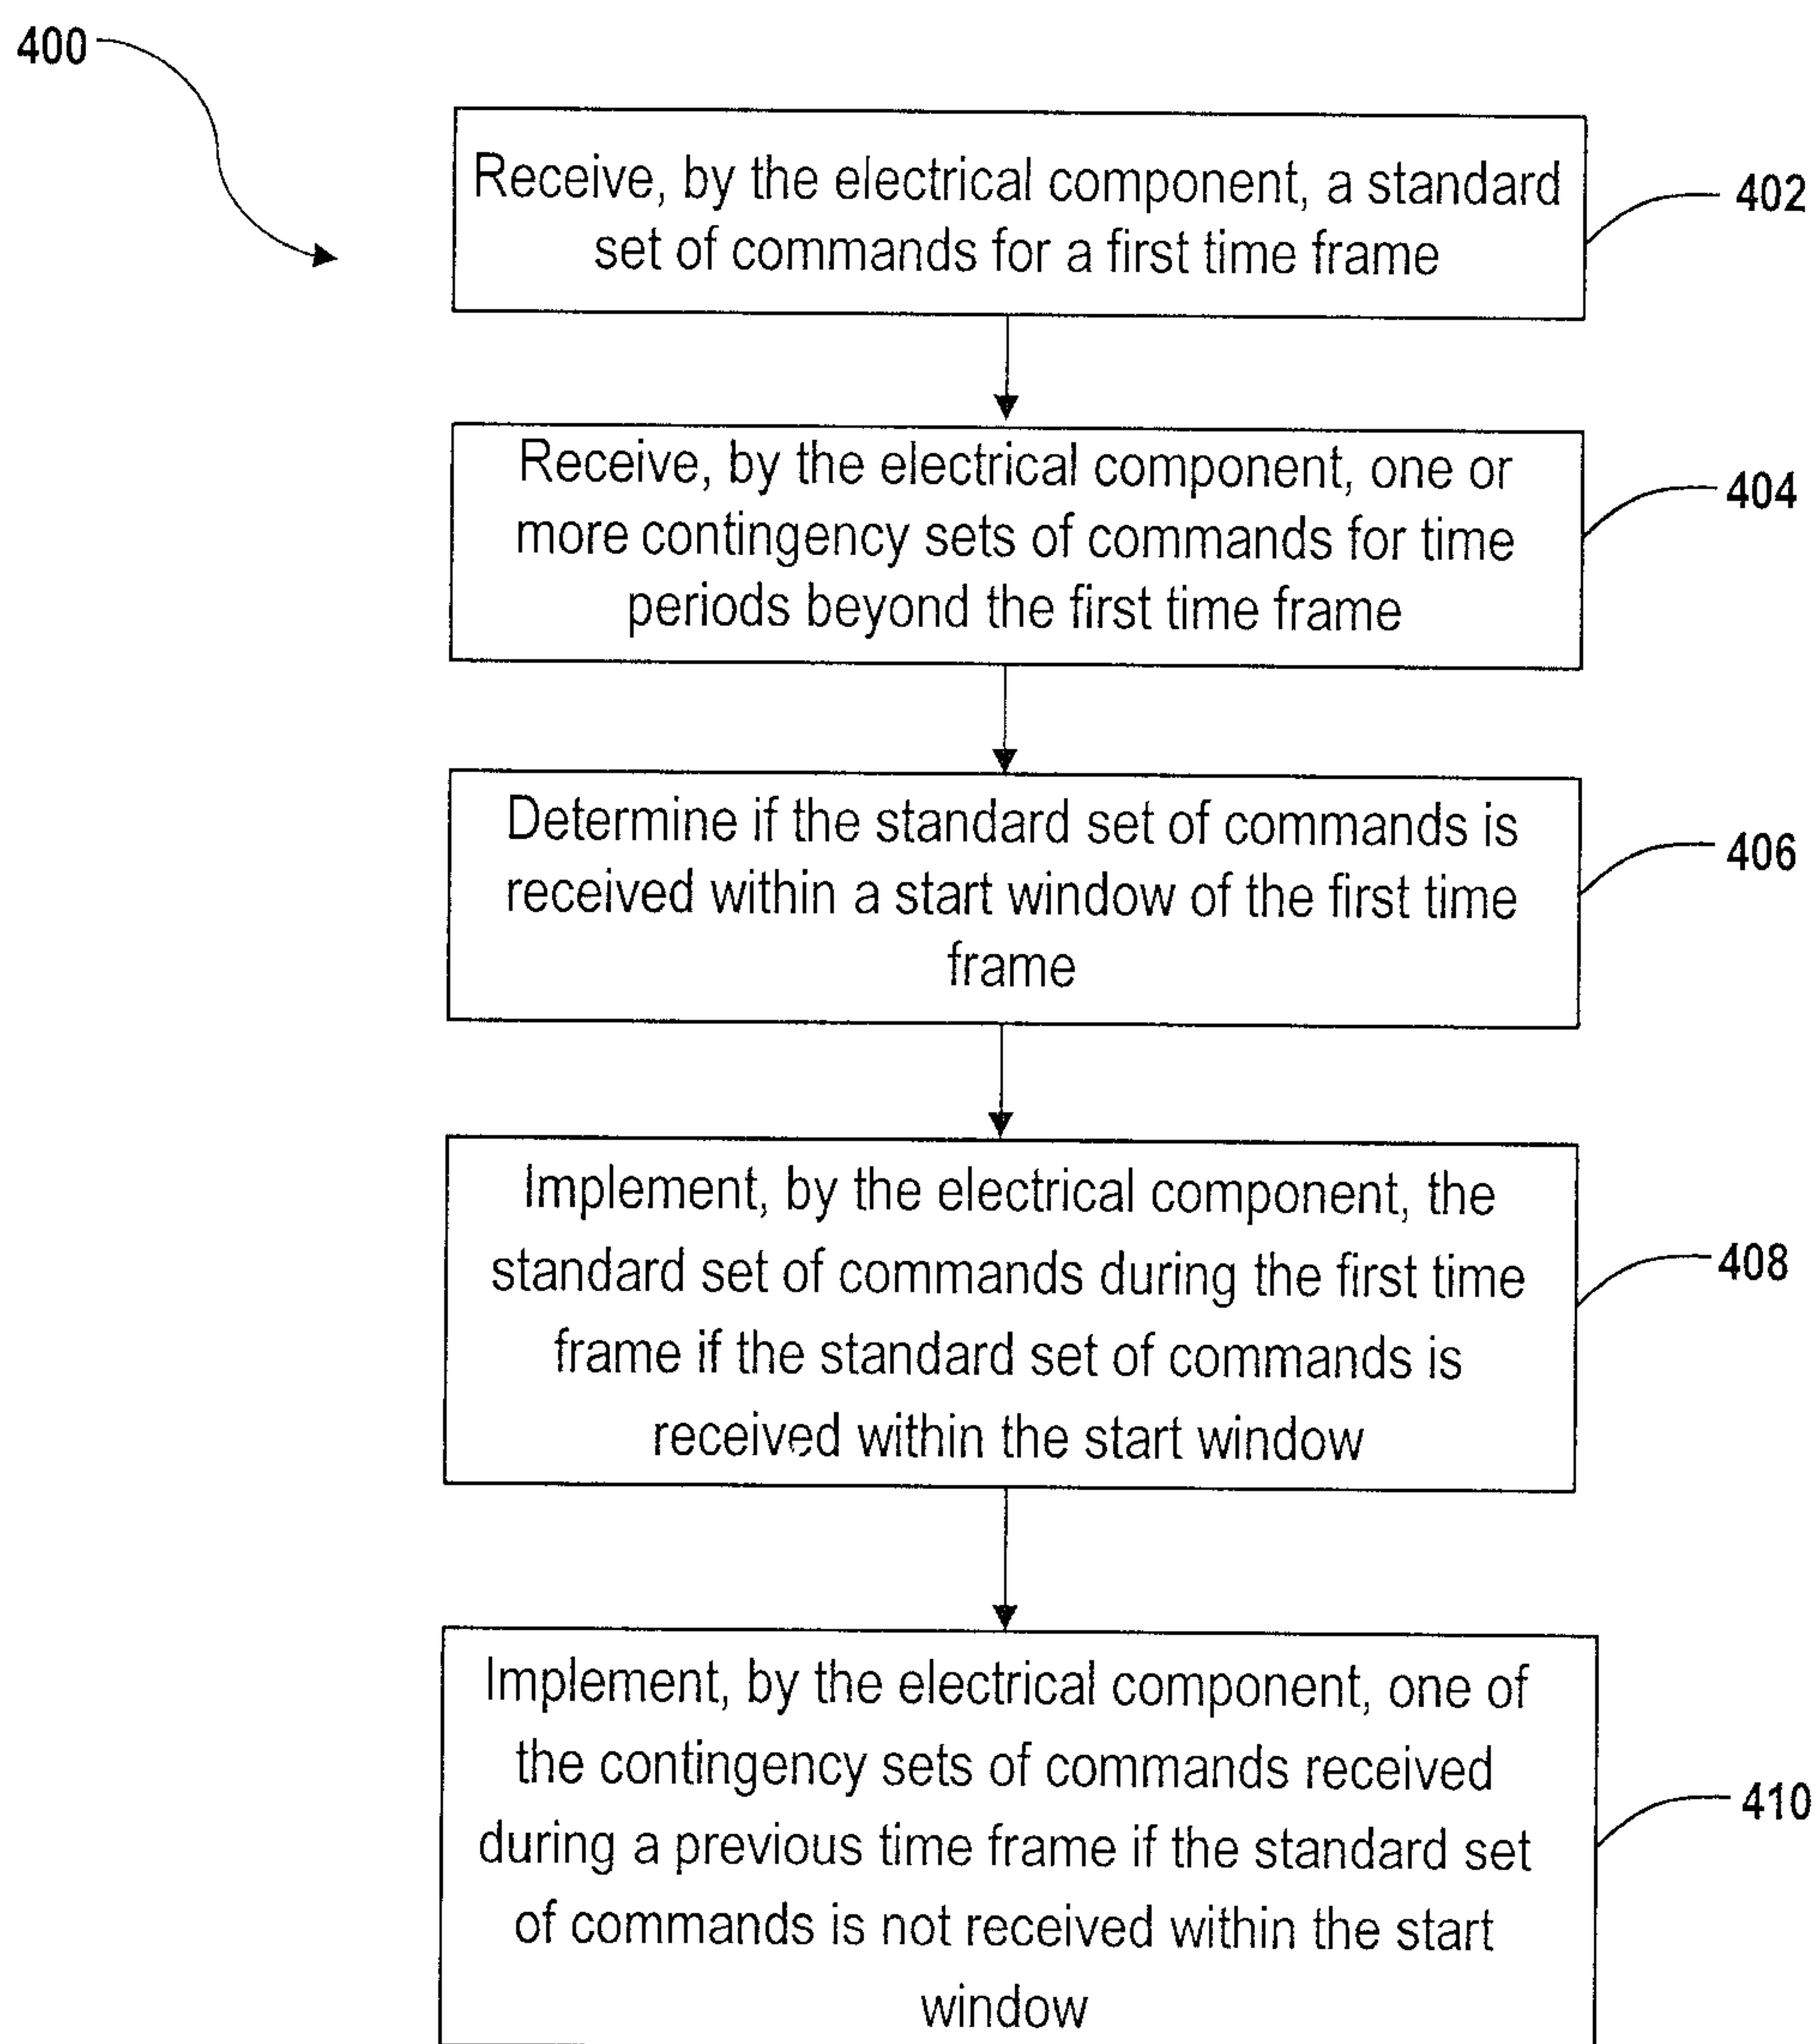 400
Receive, by the electrical component, a standard
set of commands for a first time frame
402
Receive, by the electrical component, one or
more contingency sets of commands for time
periods beyond the first time frame
404
Determine if the standard set of commands is
received within a start window of the first time
frame
406
Implement, by the electrical component, the
standard set of commands during the first time
frame if the standard set of commands is
received within the start window
408
Implement, by the electrical component, one of
the contingency sets of commands received
during a previous time frame if the standard set
of commands is not received within the start
window
410